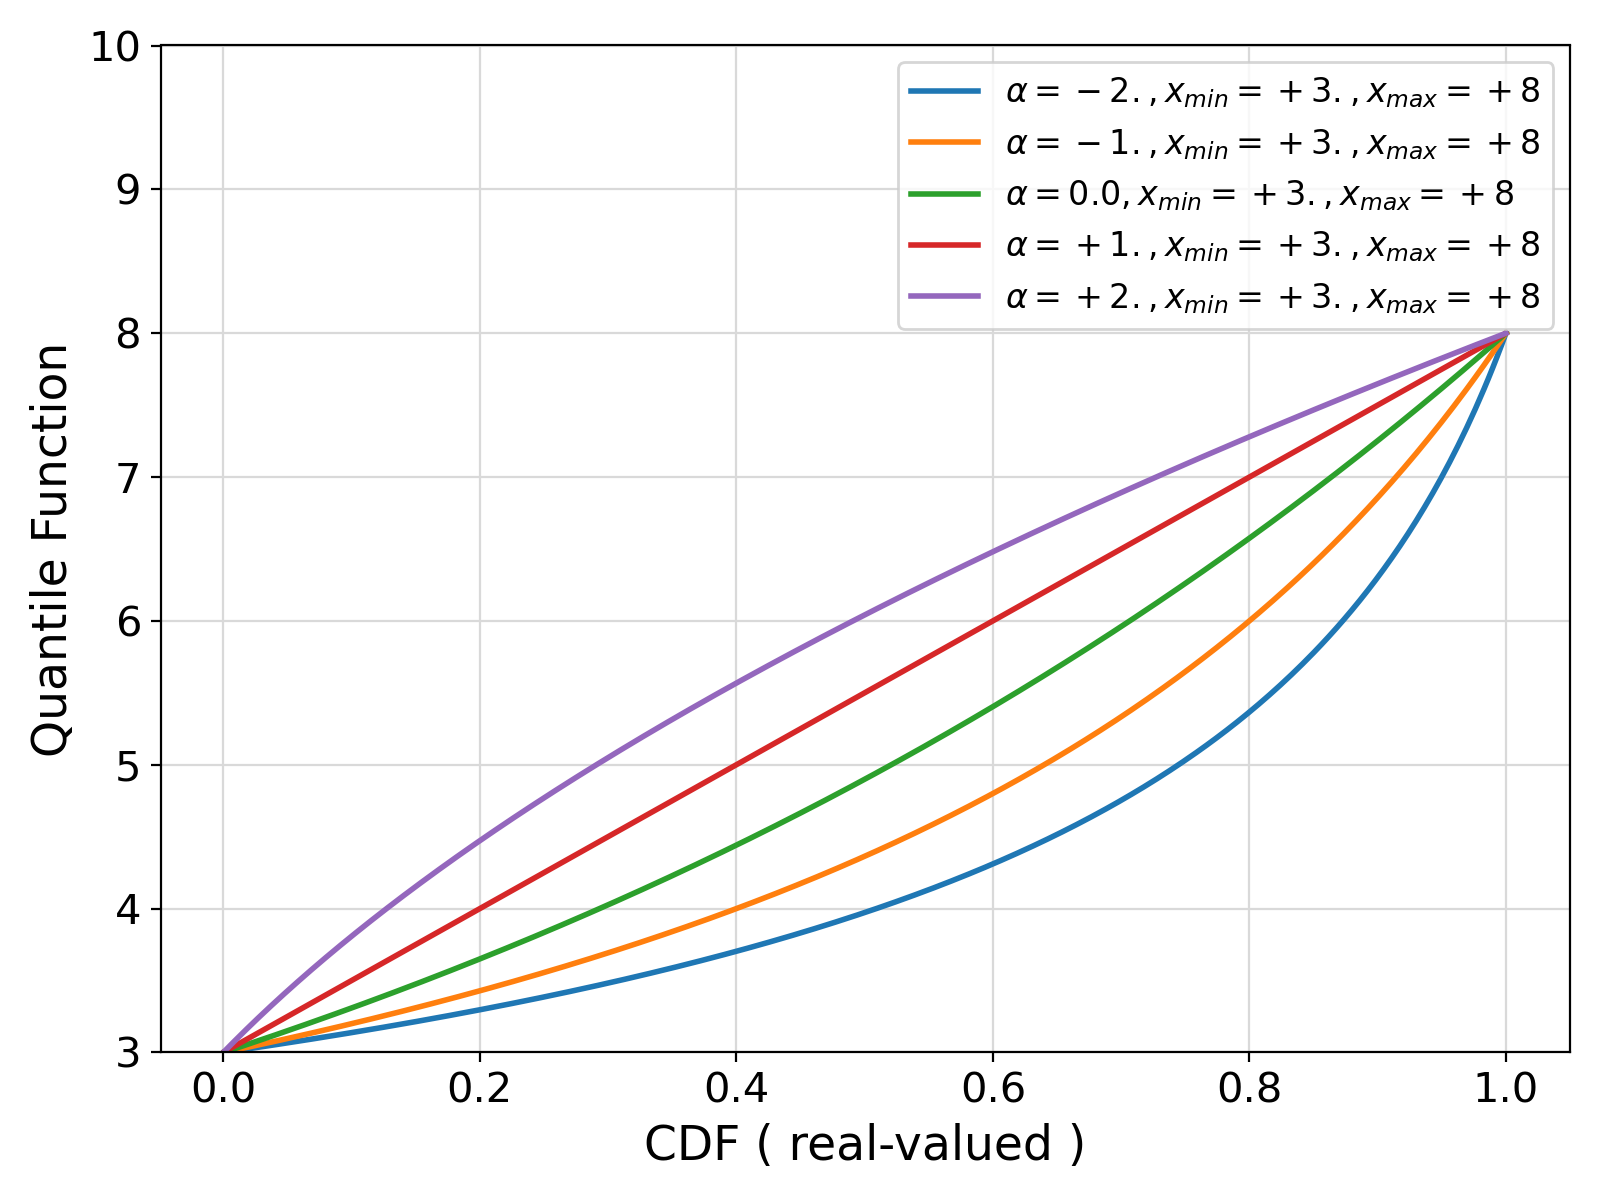 10
9
8
7
6
5
4
3
Quantile Function
α = −2., x_min = +3., x_max = +8
α = −1., x_min = +3., x_max = +8
α = 0.0, x_min = +3., x_max = +8
α = +1., x_min = +3., x_max = +8
α = +2., x_min = +3., x_max = +8
0.0 0.2 0.4 0.6 0.8 1.0
CDF ( real-valued )